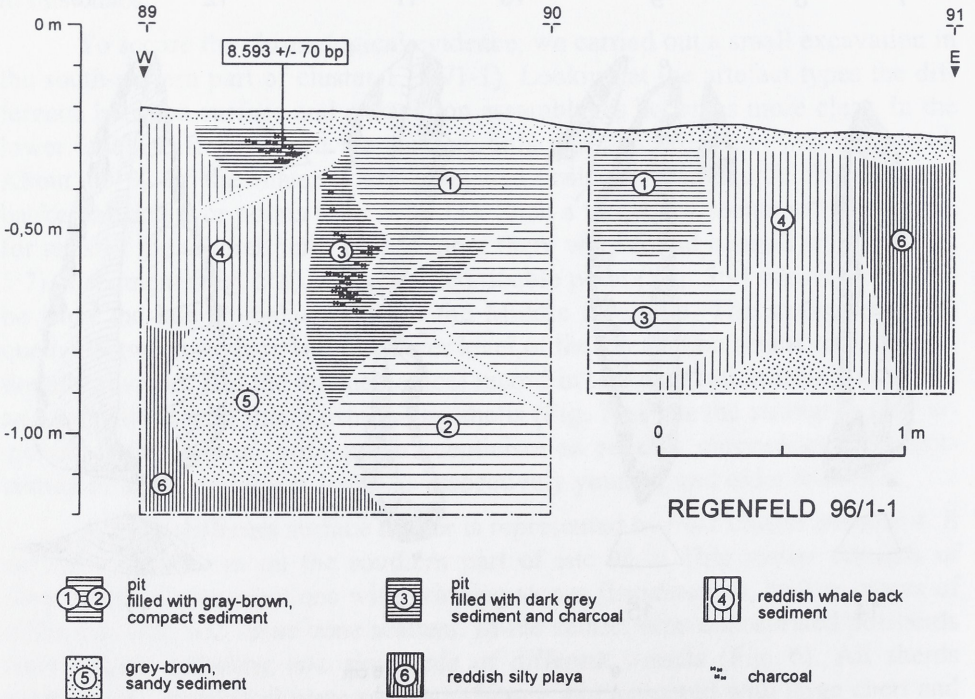 89 90 91
0 m
W E
8.593 +/- 70 bp
1 1
-0,50 m
4 3 4 6
3
5 2
-1,00 m
6
0 1 m
REGENFELD 96/1-1
1 2 pit
filled with gray-brown,
compact sediment
3 pit
filled with dark grey
sediment and charcoal
4 reddish whale back
sediment
5 grey-brown,
sandy sediment
6 reddish silty playa
charcoal